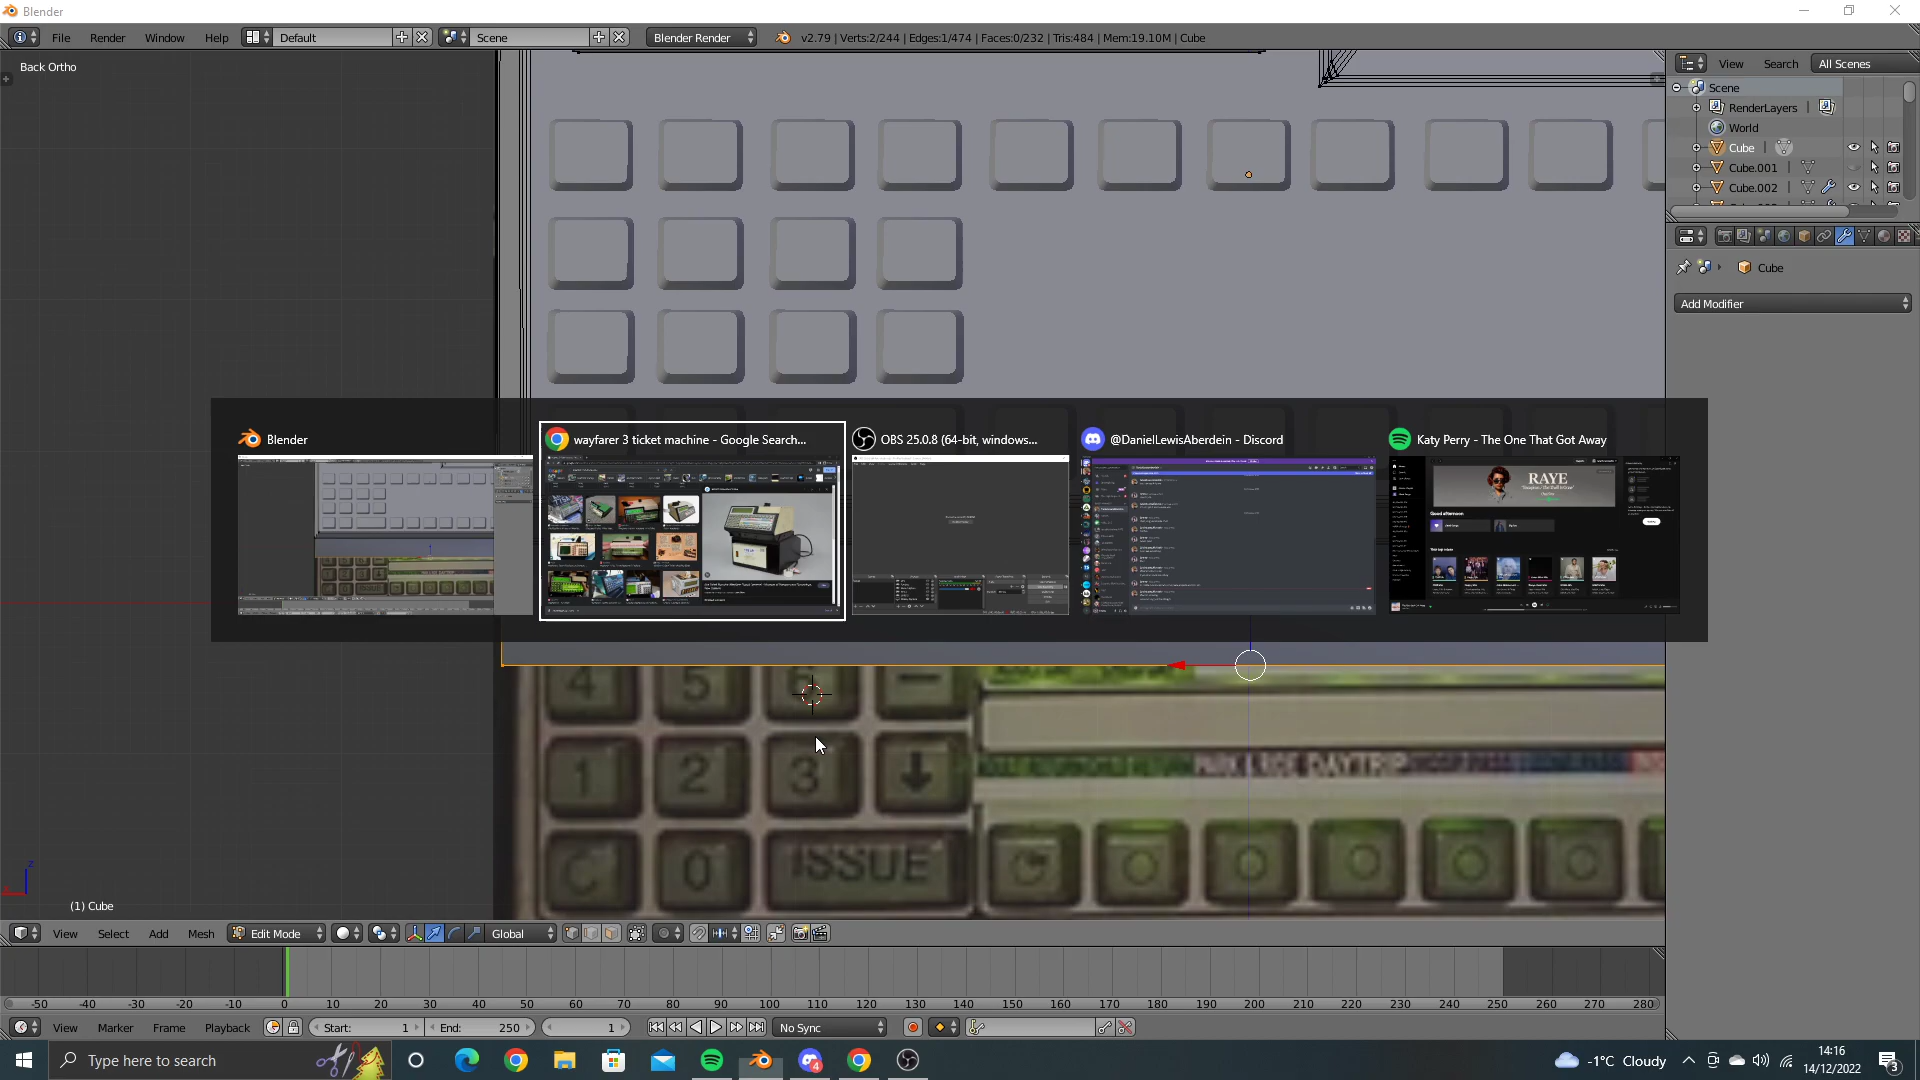 Blender
File
Render
Window
Help
Default
Scene
Blender Render
v2.79 | Verts:2/244 | Edges:1/474 | Faces:0/232 | Tris:484 | Mem:19.10M | Cube
Back Ortho
View
Search
All Scenes
Scene
RenderLayers
World
Cube
Cube.001
Cube.002
Cube
Add Modifier
Blender
wayfarer 3 ticket machine - Google Search...
OBS 25.0.8 (64-bit, windows...
@DanielLewisAberdein - Discord
Katy Perry - The One That Got Away
RAYE
Good afternoon
4 5 6 -
1 2 3
C 0 ISSUE
DAYTRIP
z
(1) Cube
View
Select
Add
Mesh
Edit Mode
Global
-50 -40 -30 -20 -10 0 10 20 30 40 50 60 70 80 90 100 110 120 130 140 150 160 170 180 190 200 210 220 230 240 250 260 270 280
View
Marker
Frame
Playback
Start: 1
End: 250
1
No Sync
Type here to search
4
-1°C Cloudy
14:16
14/12/2022
3